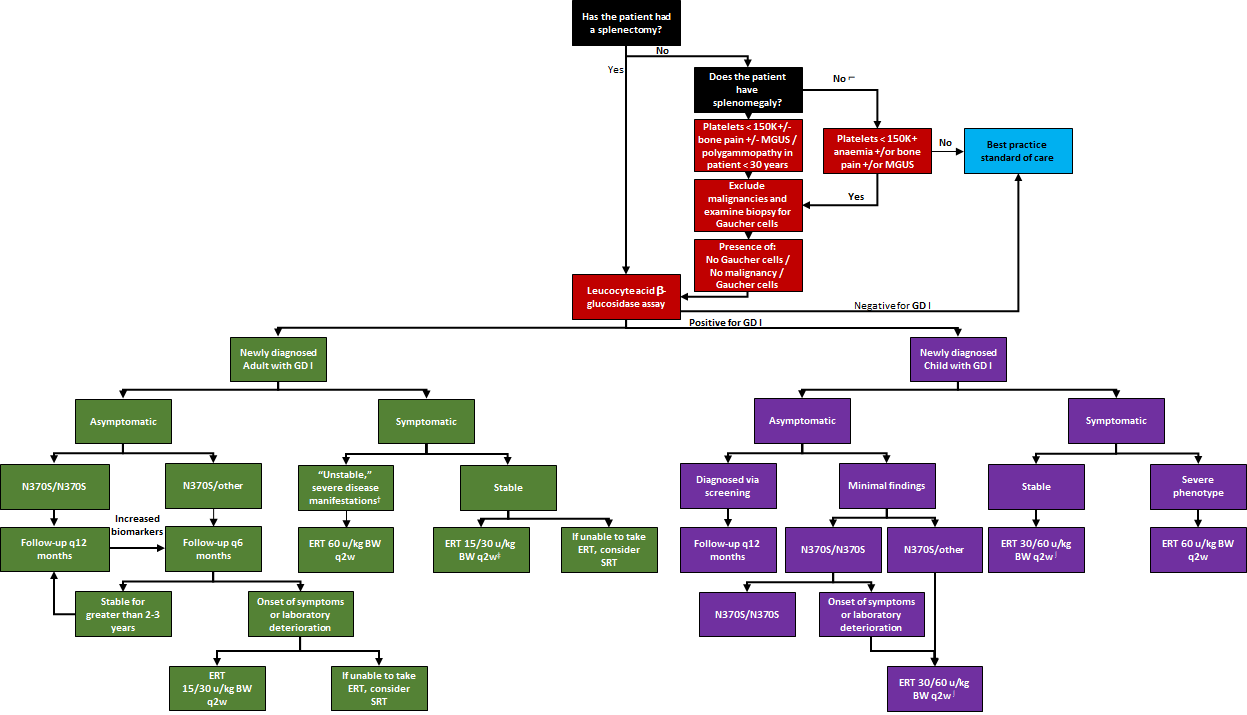 Has the patient had
a splenectomy?
No
Yes
Does the patient
have
splenomegaly?
No ⌐
Platelets < 150K+/-
bone pain +/- MGUS /
polygammopathy in
patient < 30 years
Platelets < 150K+
anaemia +/or bone
pain +/or MGUS
No
Best practice
standard of care
Exclude
malignancies and
examine biopsy for
Gaucher cells
Yes
Presence of:
No Gaucher cells /
No malignancy /
Gaucher cells
Leucocyte acid β-
glucosidase assay
Negative for GD I
Positive for GD I
Newly diagnosed
Adult with GD I
Newly diagnosed
Child with GD I
Asymptomatic
Symptomatic
Asymptomatic
Symptomatic
N370S/N370S
N370S/other
“Unstable,”
severe disease
manifestations†
Stable
Diagnosed via
screening
Minimal findings
Stable
Severe
phenotype
Increased
biomarkers
Follow-up q12
months
Follow-up q6
months
ERT 60 u/kg BW
q2w
ERT 15/30 u/kg
BW q2w‡
If unable to take
ERT, consider
SRT
Follow-up q12
months
N370S/N370S
N370S/other
ERT 30/60 u/kg
BW q2w⌡
ERT 60 u/kg BW
q2w
Stable for
greater than 2-3
years
Onset of symptoms
or laboratory
deterioration
N370S/N370S
Onset of symptoms
or laboratory
deterioration
ERT
15/30 u/kg BW
q2w
If unable to take
ERT, consider
SRT
ERT 30/60 u/kg
BW q2w⌡